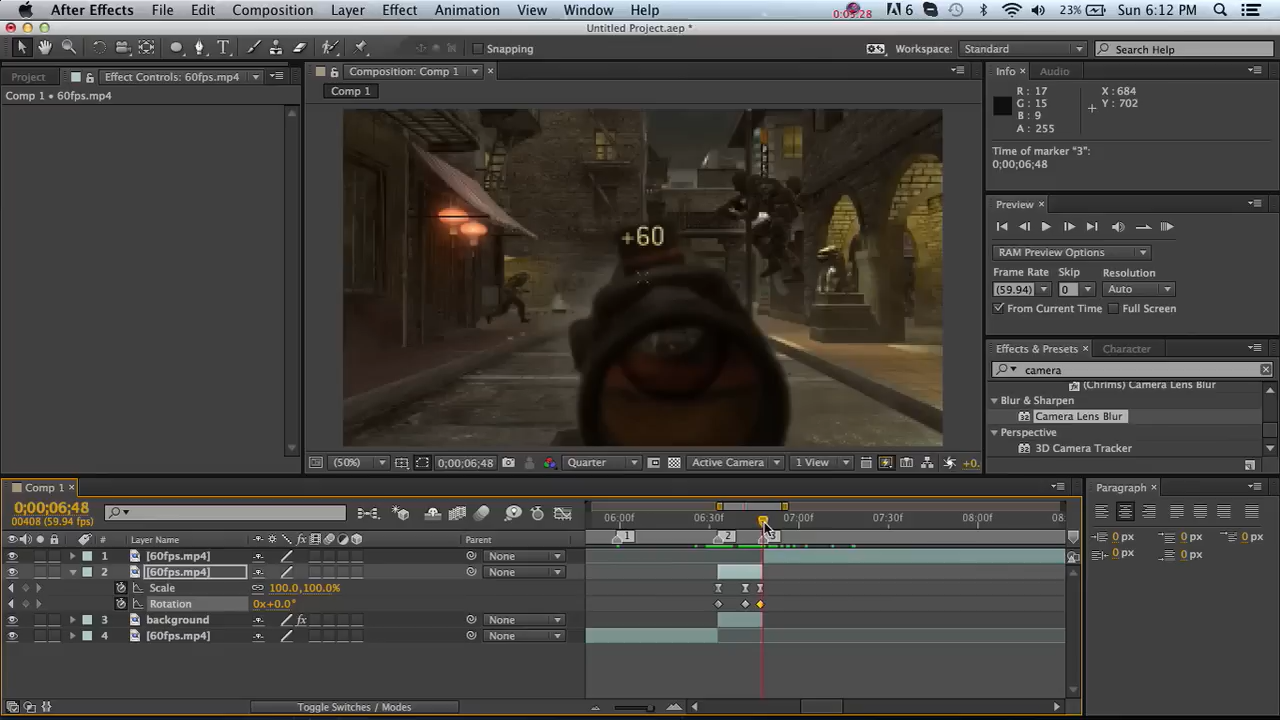 After Effects File Edit Composition Layer Effect Animation View Window Help 0:05:28 6 23% Sun 6:12 PM
Untitled Project.aep *
T Snapping Workspace: Standard Search Help
Project Effect Controls: 60fps.mp4 Composition: Comp 1 Info Audio
Comp 1 • 60fps.mp4
Comp 1
R : 17 X : 684
G : 15 Y : 702
B : 9
A : 255
Time of marker "3":
0;00;06;48
+60
Preview
RAM Preview Options
Frame Rate Skip Resolution
(59.94) 0 Auto
From Current Time Full Screen
Effects & Presets Character
camera
(Chrims) Camera Lens Blur
Blur & Sharpen
Camera Lens Blur
Perspective
3D Camera Tracker
(50%) 0;00;06;48 Quarter Active Camera 1 View +0.
Comp 1 Paragraph
0;00;06;48
00408 (59.94 fps)
06:00f 06:30f 07:00f 07:30f 08:00f 08:
# Layer Name Parent 1 2 3
0 px 0 px 0 px
0 px 0 px
1 [60fps.mp4] None
2 [60fps.mp4] None
Scale 100.0,100.0%
Rotation 0x+0.0°
3 background fx None
4 [60fps.mp4] None
Toggle Switches / Modes